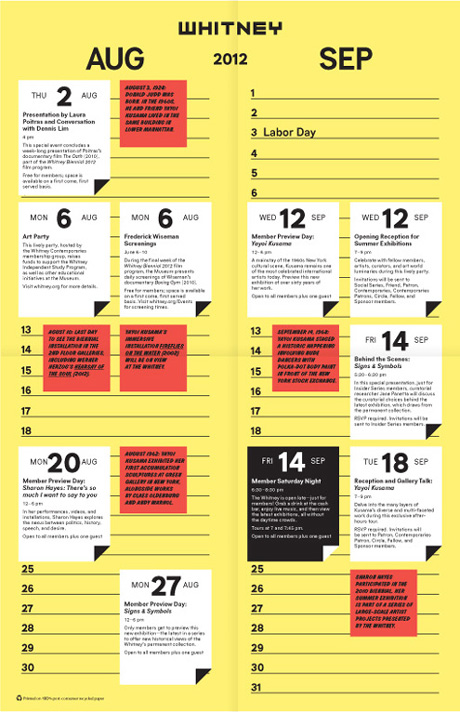 WHITNEY
AUG
2012
SEP
THU 2 AUG
Presentation by Laura
Poitras and Conversation
with Dennis Lim
4 pm
This special event concludes a
week-long presentation of Poitras's
documentary film The Oath (2010),
part of the Whitney Biennial 2012
film program.
Free for members; space is
available on a first come, first
served basis.
AUGUST 2, 1928:
DONALD JUDD WAS
BORN. IN THE 1960S,
HE AND FRIEND YAYOI
KUSAMA LIVED IN THE
SAME BUILDING IN
LOWER MANHATTAN.
MON 6 AUG
Art Party
This lively party, hosted by
the Whitney Contemporaries
membership group, raises
funds to support the Whitney
Independent Study Program,
as well as other educational
initiatives at the Museum.
Visit whitney.org for more details.
MON 6 AUG
Frederick Wiseman
Screenings
June 6–10
During the final week of the
Whitney Biennial 2012 film
program, the Museum presents
daily screenings of Wiseman's
documentary Boxing Gym (2010).
Free for members; space is available
on a first come, first served
basis. Visit whitney.org for
screening times.
13
14
15
16
17
18
AUGUST 10: LAST DAY
TO SEE THE BIENNIAL
INSTALLATION IN THE
2ND FLOOR GALLERIES,
INCLUDING WERNER
HERZOG'S HEARSAY OF
THE SOUL (2012).
YAYOI KUSAMA'S
IMMERSIVE
INSTALLATION FIREFLIES
ON THE WATER (2002)
WILL BE ON VIEW
AT THE WHITNEY.
MON 20 AUG
Member Preview Day:
Sharon Hayes: There's so
much I want to say to you
12–6 pm
In her performances, videos, and
installations, Sharon Hayes explores
the nexus between politics, history,
speech, and desire.
Open to all members plus one guest
AUGUST 1962: YAYOI
KUSAMA EXHIBITED HER
FIRST ACCUMULATION
SCULPTURES AT GREEN
GALLERY IN NEW YORK,
ALONGSIDE WORKS
BY CLAES OLDENBURG
AND ANDY WARHOL.
25
26
27
28
29
30
MON 27 AUG
Member Preview Day:
Signs & Symbols
12–6 pm
Only members get to preview this
new exhibition—the latest in a series
to offer new historical views of the
Whitney's permanent collection.
Open to all members plus one guest
Printed on 100% post-consumer recycled paper.
1
2
3 Labor Day
4
5
6
WED 12 SEP
Member Preview Day:
Yayoi Kusama
12–4 pm
A mainstay of the 1960s New York
cultural scene, Kusama remains one
of the most celebrated international
artists today. Preview this new
exhibition of over sixty years of
her work.
Open to all members plus one guest
WED 12 SEP
Opening Reception for
Summer Exhibitions
7–9 pm
Celebrate with fellow members,
artists, curators, and art world
luminaries during this lively party.
Invitations will be sent to
Social Series, Friend, Patron,
Contemporaries, Contemporaries
Patrons, Circle, Fellow, and
Sponsor members.
13
14
15
16
17
18
SEPTEMBER 14, 1968:
YAYOI KUSAMA STAGED
A HISTORIC HAPPENING
INVOLVING NUDE
DANCERS WITH
POLKA-DOT BODY PAINT
IN FRONT OF THE NEW
YORK STOCK EXCHANGE.
FRI 14 SEP
Behind the Scenes:
Signs & Symbols
In this special presentation, just for
Insider Series members, curatorial
researcher Jane Panetta will discuss
the curatorial choices behind the
latest exhibition, which draws from
the permanent collection.
RSVP required. Invitations will be
sent to Insider Series members.
FRI 14 SEP
Member Saturday Night
The Whitney is open late—just for
members! Grab a drink at the cash
bar, enjoy live music, and then view
the latest exhibitions, all without
the daytime crowds.
Tours at 7 and 7:45 pm.
Open to all members plus one guest
TUE 18 SEP
Reception and Gallery Talk:
Yayoi Kusama
7–9 pm
Delve into the many layers of
Kusama's diverse and multi-faceted
work during this exclusive after-
hours tour.
RSVP required. Invitations will
be sent to Patron, Contemporaries
Patron, Circle, Fellow, and
Sponsor members.
25
26
27
28
29
30
31
SHARON HAYES
PARTICIPATED IN THE
2010 BIENNIAL. HER
SUMMER EXHIBITION
IS PART OF A SERIES OF
LARGE-SCALE ARTIST
PROJECTS PRESENTED
BY THE WHITNEY.